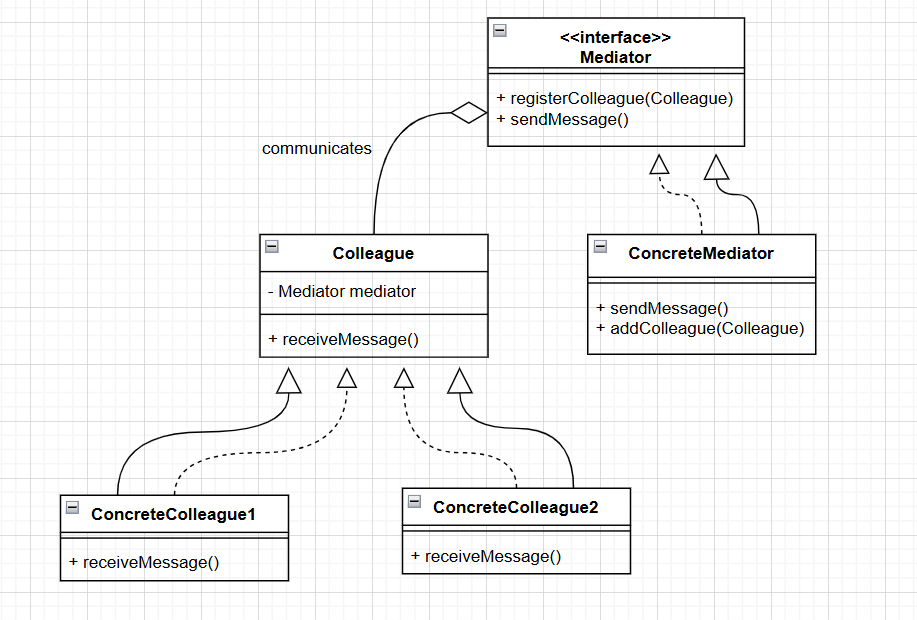 <<interface>>
Mediator
+ registerColleague(Colleague)
+ sendMessage()
communicates
Colleague
- Mediator mediator
+ receiveMessage()
ConcreteMediator
+ sendMessage()
+ addColleague(Colleague)
ConcreteColleague1
+ receiveMessage()
ConcreteColleague2
+ receiveMessage()